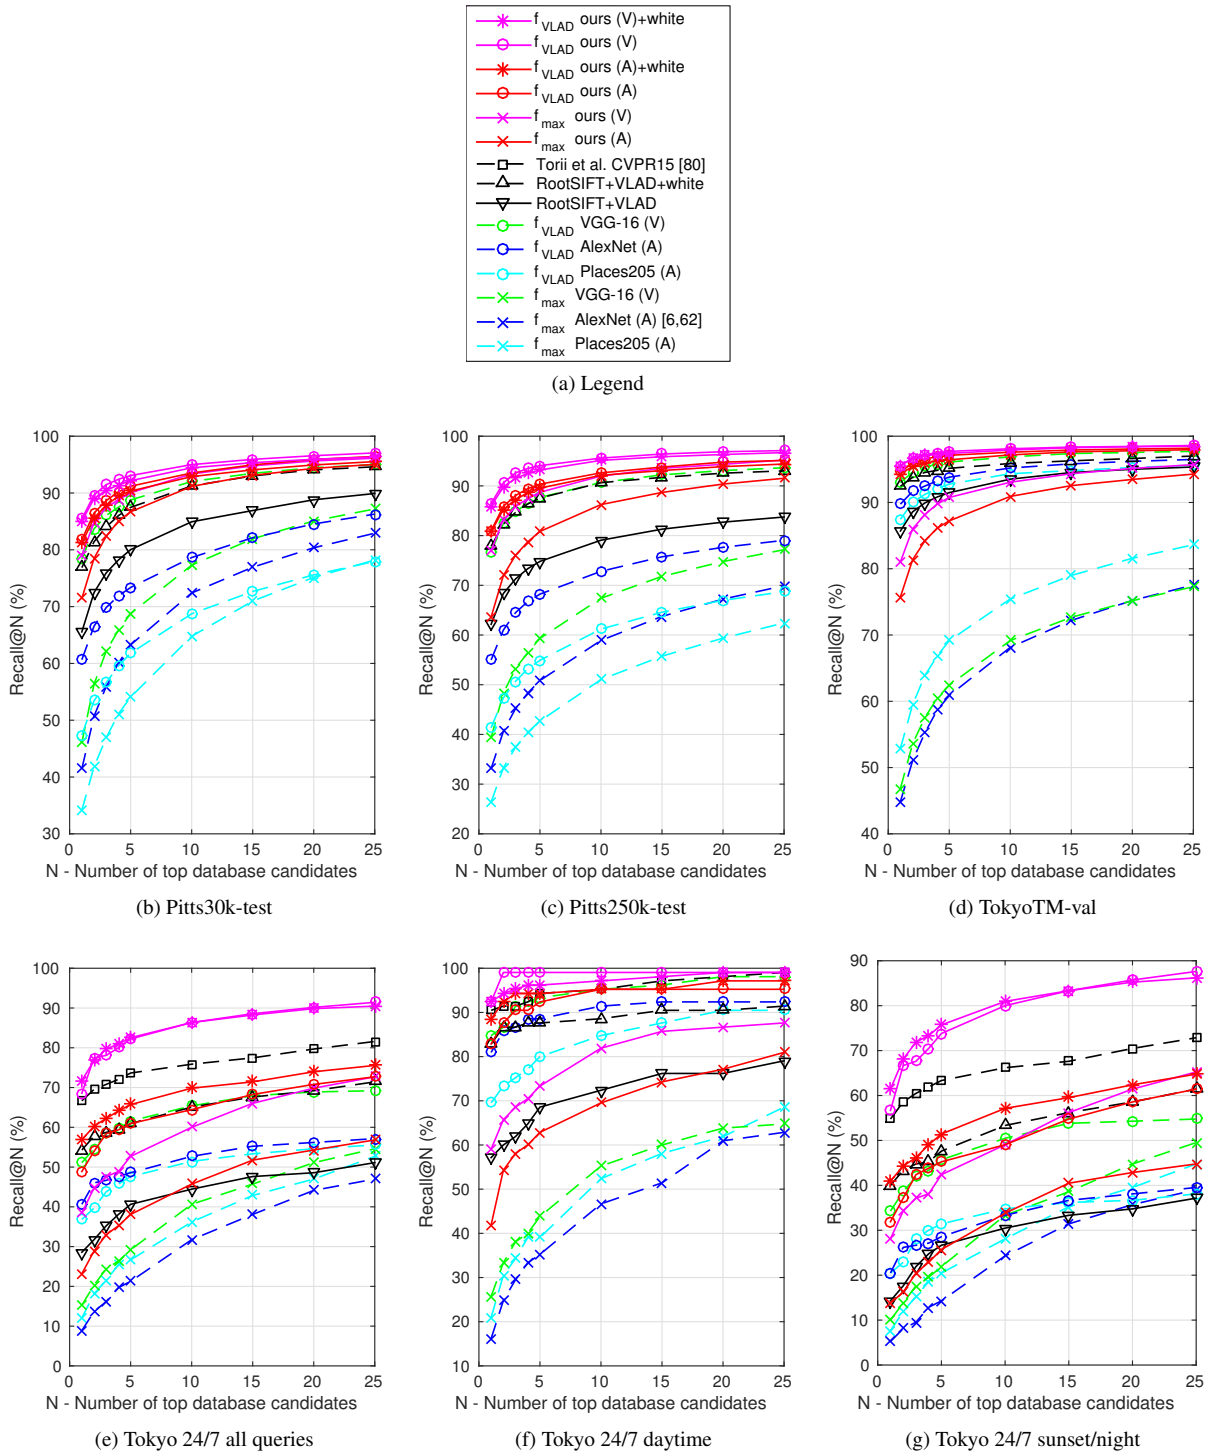 f VLAD ours (V)+white
f VLAD ours (V)
f VLAD ours (A)+white
f VLAD ours (A)
f max ours (V)
f max ours (A)
Torii et al. CVPR15 [80]
RootSIFT+VLAD+white
RootSIFT+VLAD
f VLAD VGG-16 (V)
f VLAD AlexNet (A)
f VLAD Places205 (A)
f max VGG-16 (V)
f max AlexNet (A) [6,62]
f max Places205 (A)
(a) Legend
Recall@N (%)
100
90
80
70
60
50
40
30
0 5 10 15 20 25
N - Number of top database candidates
(b) Pitts30k-test
Recall@N (%)
100
90
80
70
60
50
40
30
20
0 5 10 15 20 25
N - Number of top database candidates
(c) Pitts250k-test
Recall@N (%)
100
90
80
70
60
50
40
0 5 10 15 20 25
N - Number of top database candidates
(d) TokyoTM-val
Recall@N (%)
100
90
80
70
60
50
40
30
20
10
0
0 5 10 15 20 25
N - Number of top database candidates
(e) Tokyo 24/7 all queries
Recall@N (%)
100
90
80
70
60
50
40
30
20
10
0 5 10 15 20 25
N - Number of top database candidates
(f) Tokyo 24/7 daytime
Recall@N (%)
90
80
70
60
50
40
30
20
10
0
0 5 10 15 20 25
N - Number of top database candidates
(g) Tokyo 24/7 sunset/night